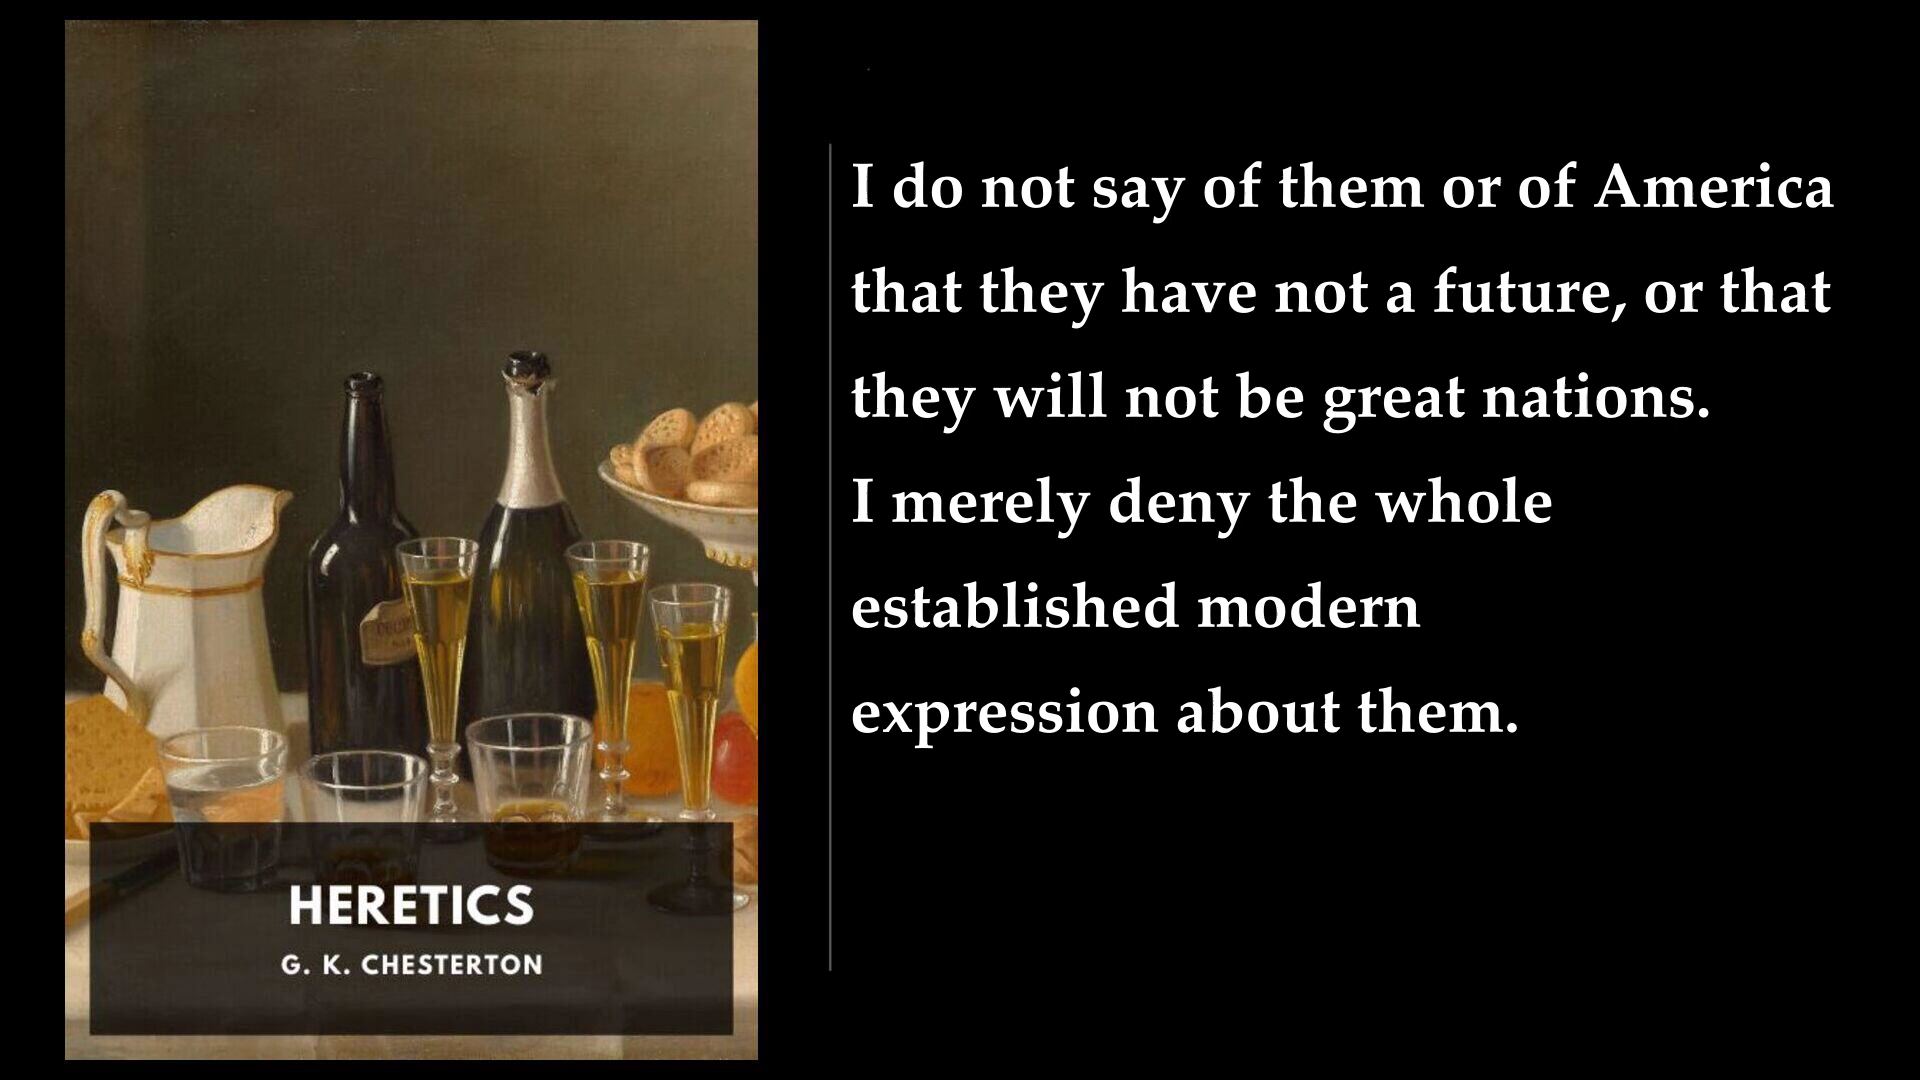 I do not say of them or of America
that they have not a future, or that
they will not be great nations.
I merely deny the whole
established modern
expression about them.
HERETICS
G. K. CHESTERTON